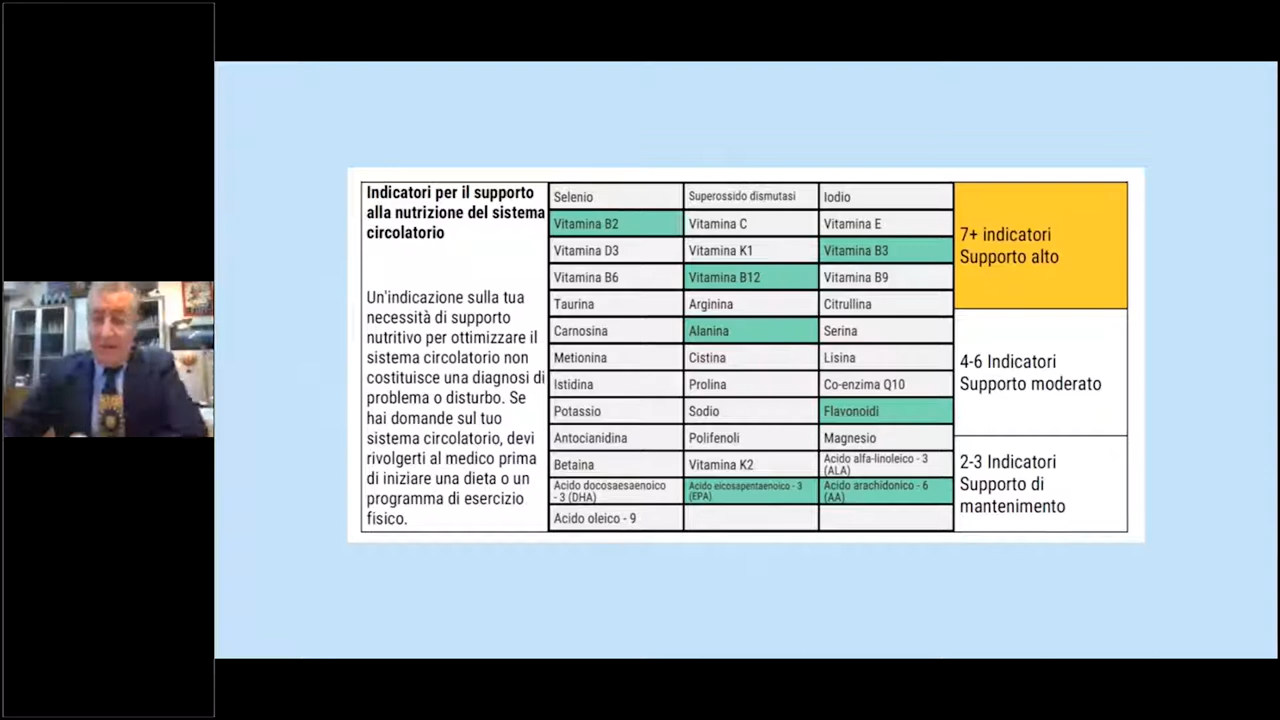 Indicatori per il supporto
alla nutrizione del sistema
circolatorio
Un'indicazione sulla tua
necessità di supporto
nutritivo per ottimizzare il
sistema circolatorio non
costituisce una diagnosi di
problema o disturbo. Se
hai domande sul tuo
sistema circolatorio, devi
rivolgerti al medico prima
di iniziare una dieta o un
programma di esercizio
fisico.
Selenio
Superossido dismutasi
Iodio
Vitamina B2
Vitamina C
Vitamina E
Vitamina D3
Vitamina K1
Vitamina B3
Vitamina B6
Vitamina B12
Vitamina B9
Taurina
Arginina
Citrullina
Carnosina
Alanina
Serina
Metionina
Cistina
Lisina
Istidina
Prolina
Co-enzima Q10
Potassio
Sodio
Flavonoidi
Antocianidina
Polifenoli
Magnesio
Betaina
Vitamina K2
Acido alfa-linoleico - 3
(ALA)
Acido docosaesaenoico
- 3 (DHA)
Acido eicosapentaenoico - 3
(EPA)
Acido arachidonico - 6
(AA)
Acido oleico - 9
7+ indicatori
Supporto alto
4-6 Indicatori
Supporto moderato
2-3 Indicatori
Supporto di
mantenimento